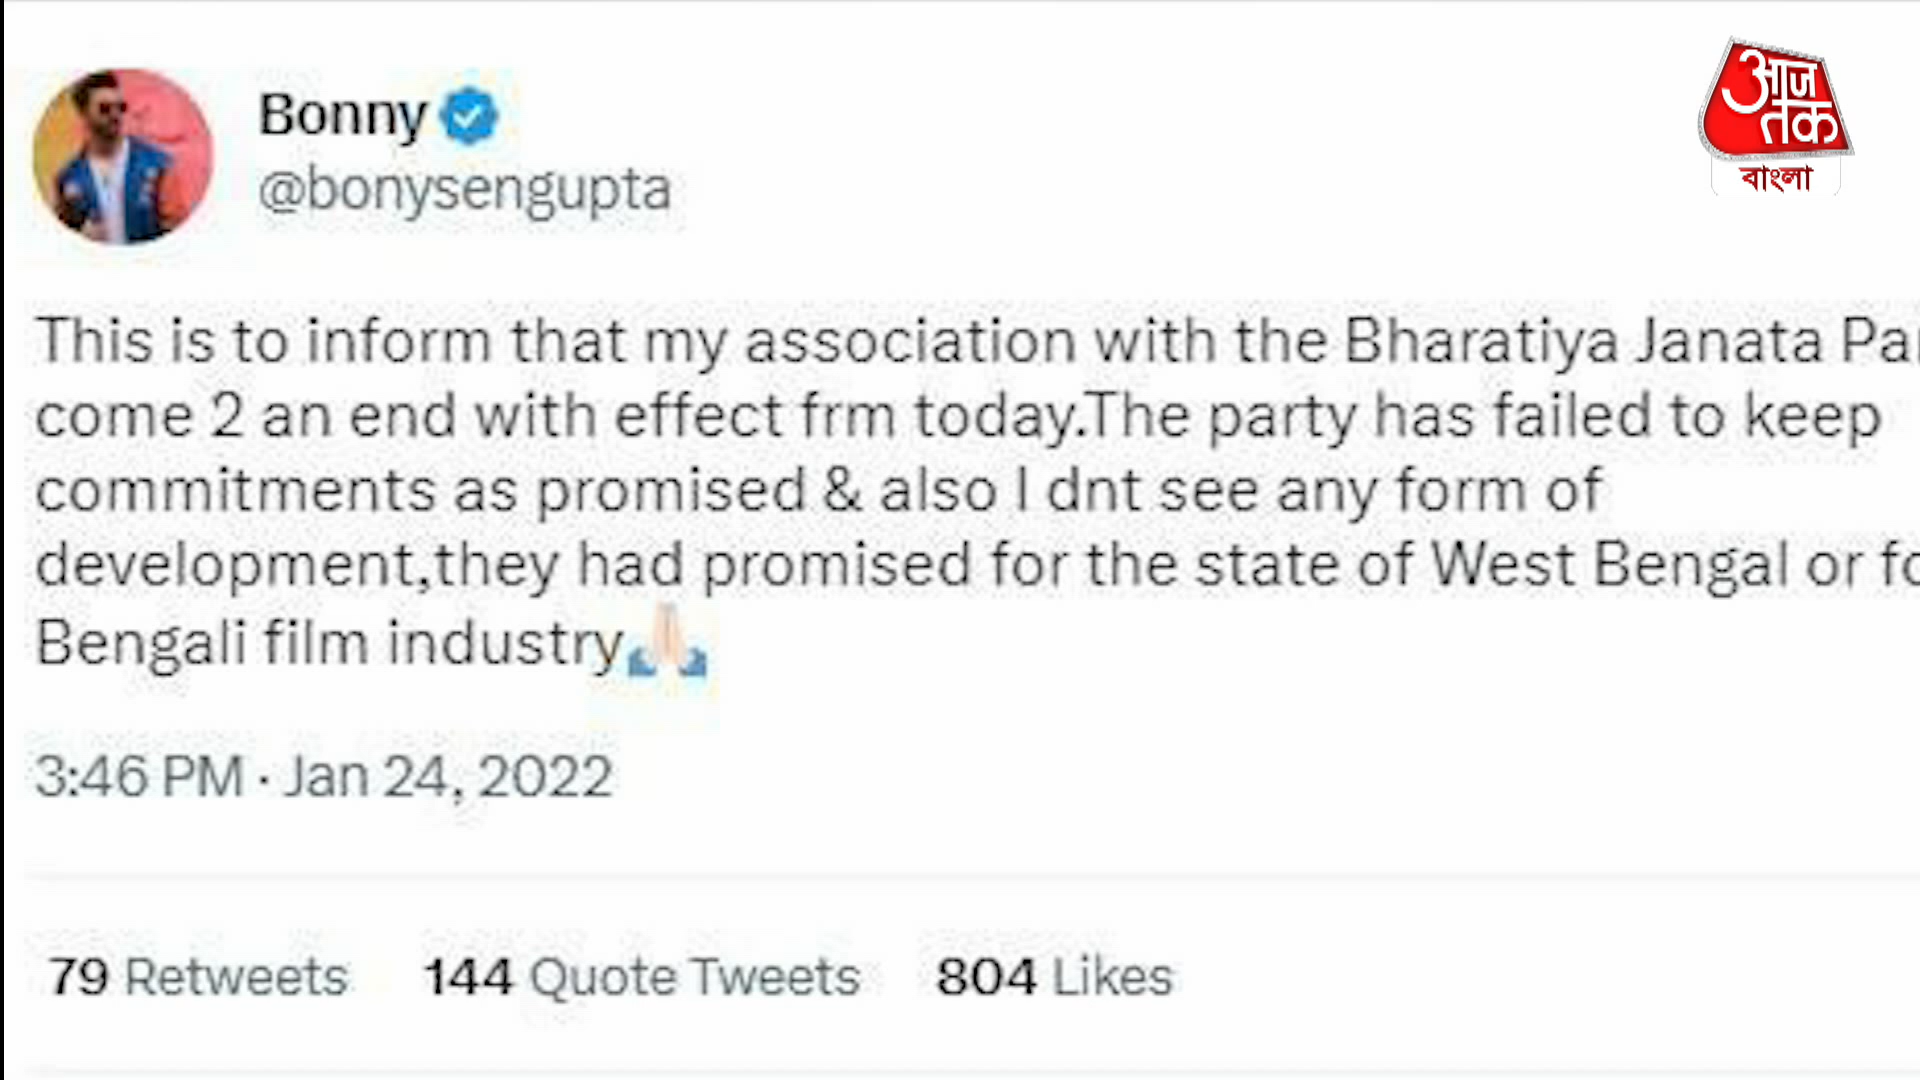 Bonny
@bonysengupta
आज
तक
বাংলা
This is to inform that my association with the Bharatiya Janata Pa
come 2 an end with effect frm today.The party has failed to keep
commitments as promised & also I dnt see any form of
development,they had promised for the state of West Bengal or fo
Bengali film industry🙏🏻
3:46 PM · Jan 24, 2022
79 Retweets 144 Quote Tweets 804 Likes